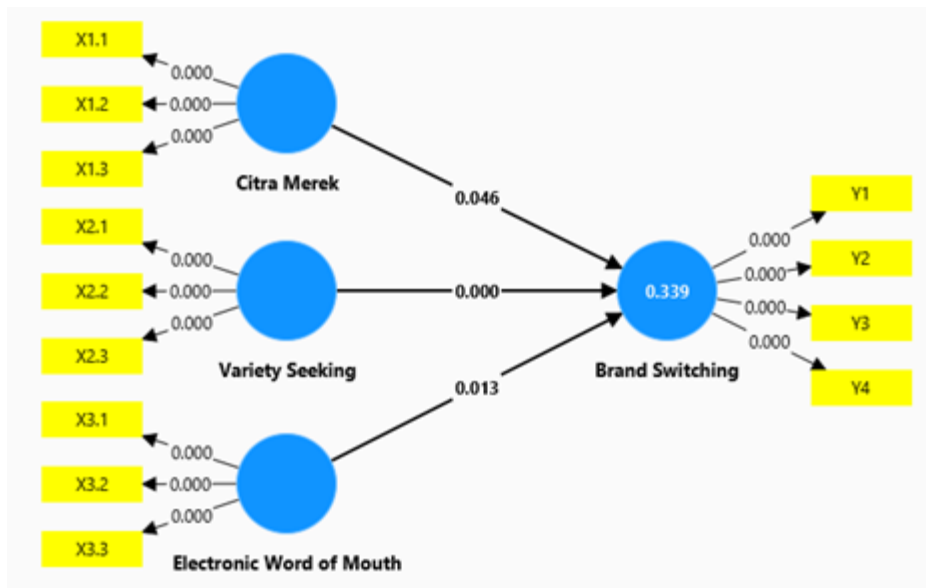 X1.1
0.000
X1.2
0.000
0.000
X1.3
Citra Merek
0.046
X2.1
0.000
X2.2
0.000
0.000
X2.3
Variety Seeking
0.000
X3.1
0.000
X3.2
0.000
0.000
X3.3
Electronic Word of Mouth
0.013
0.339
Brand Switching
Y1
0.000
Y2
0.000
0.000
Y3
0.000
Y4